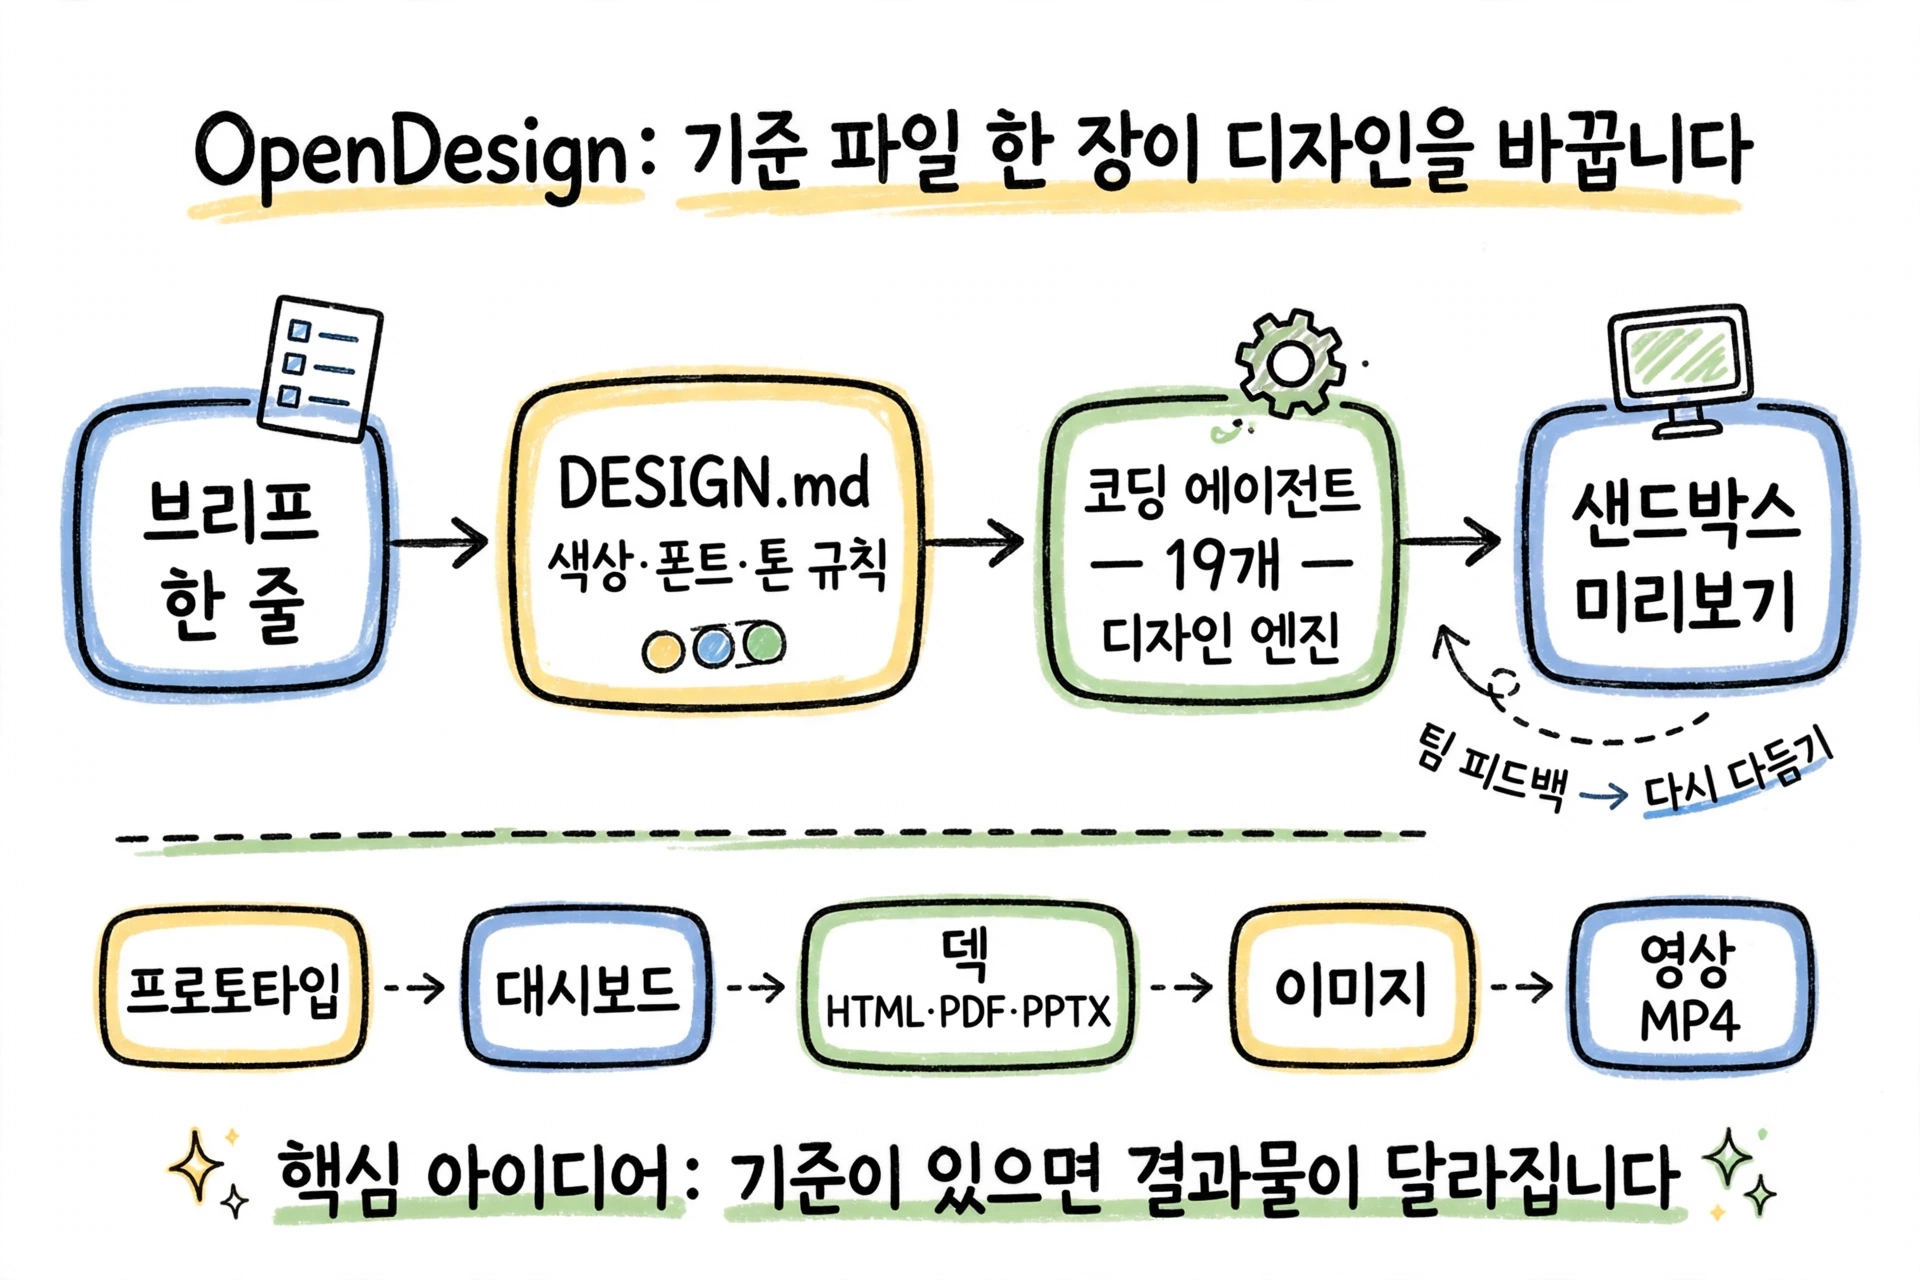 OpenDesign: 기준 파일 한 장이 디자인을 바꿉니다
브리프
한 줄
DESIGN.md
색상·폰트·톤 규칙
코딩 에이전트
— 19개 —
디자인 엔진
샌드박스
미리보기
팀 피드백 → 다시 다듬기
프로토타입
대시보드
덱
HTML·PDF·PPTX
이미지
영상
MP4
핵심 아이디어: 기준이 있으면 결과물이 달라집니다